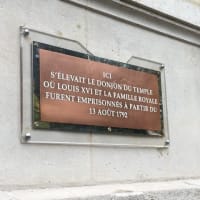 ICI
S'ÉLEVAIT LE DONJON DU TEMPLE
OÙ LOUIS XVI ET LA FAMILLE ROYALE
FURENT EMPRISONNÉS À PARTIR DU
13 AOÛT 1792